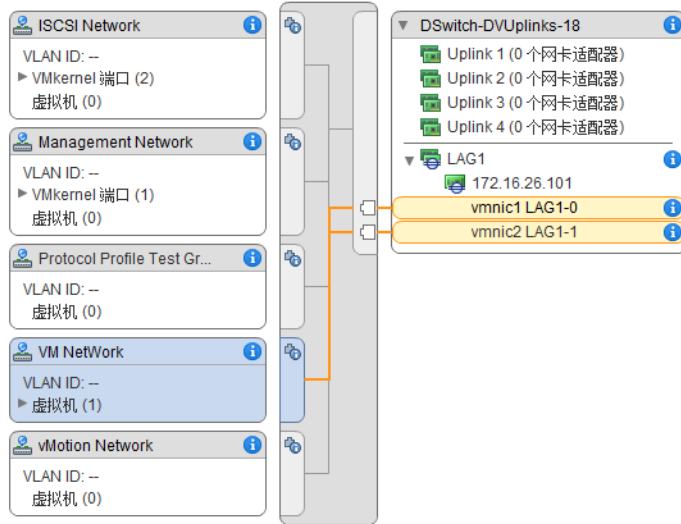 ISCSI Network
VLAN ID: --
VMkernel 端口 (2)
虚拟机 (0)
Management Network
VLAN ID: --
VMkernel 端口 (1)
虚拟机 (0)
Protocol Profile Test Gr...
VLAN ID: --
虚拟机 (0)
VM NetWork
VLAN ID: --
虚拟机 (1)
vMotion Network
VLAN ID: --
虚拟机 (0)
DSwitch-DVUplinks-18
Uplink 1 (0 个网卡适配器)
Uplink 2 (0 个网卡适配器)
Uplink 3 (0 个网卡适配器)
Uplink 4 (0 个网卡适配器)
LAG1
172.16.26.101
vmnic1 LAG1-0
vmnic2 LAG1-1